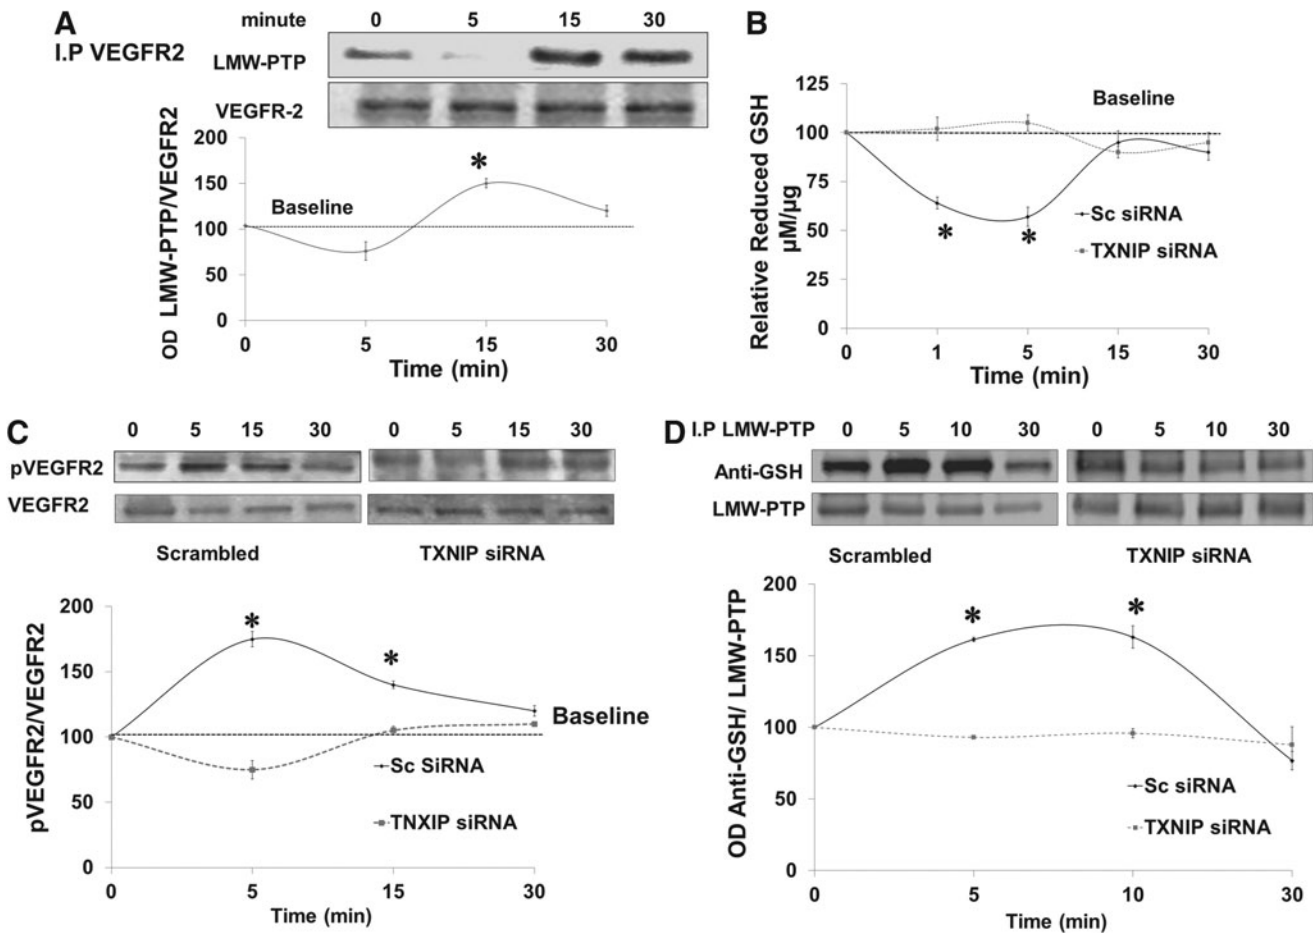 A
minute 0 5 15 30
I.P VEGFR2
LMW-PTP
VEGFR-2
OD LMW-PTP/VEGFR2
200
150
100
50
0
*
Baseline
0 5 15 30
Time (min)
B
Relative Reduced GSH
µM/µg
125
100
75
50
25
0
Baseline
Sc siRNA
* *
TXNIP siRNA
0 1 5 15 30
Time (min)
C
0 5 15 30 0 5 15 30
pVEGFR2
VEGFR2
Scrambled TXNIP siRNA
pVEGFR2/VEGFR2
200
150
100
50
0
* *
Baseline
Sc SiRNA
TNXIP siRNA
0 5 15 30
Time (min)
D
I.P LMW-PTP 0 5 10 30 0 5 10 30
Anti-GSH
LMW-PTP
Scrambled TXNIP siRNA
OD Anti-GSH/ LMW-PTP
200
150
100
50
0
* *
Sc siRNA
TXNIP siRNA
0 5 10 30
Time (min)